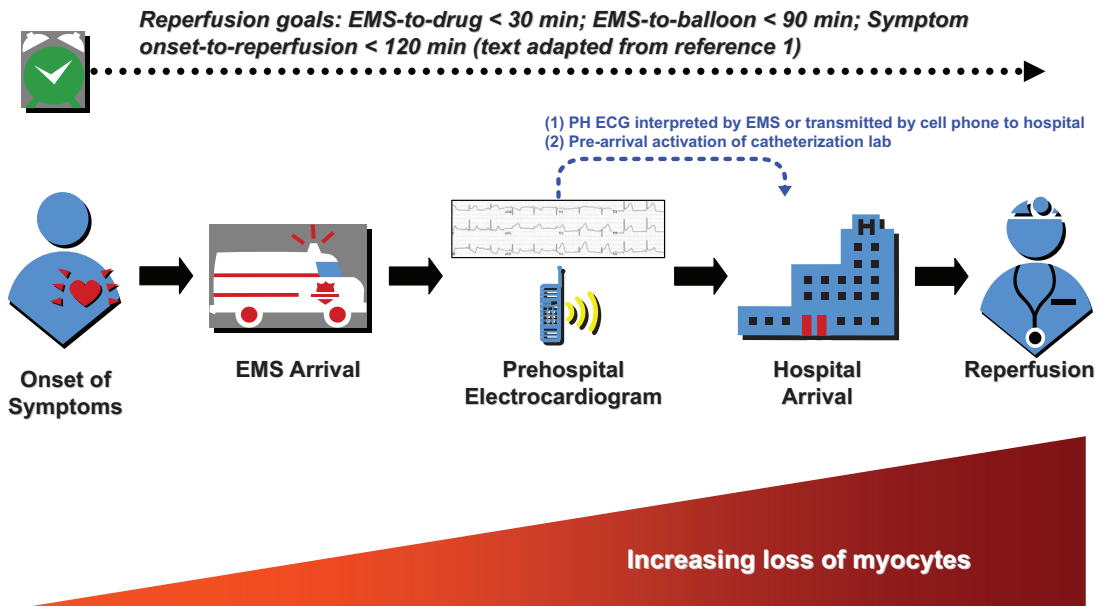 Reperfusion goals: EMS-to-drug < 30 min; EMS-to-balloon < 90 min; Symptom
onset-to-reperfusion < 120 min (text adapted from reference 1)
(1) PH ECG interpreted by EMS or transmitted by cell phone to hospital
(2) Pre-arrival activation of catheterization lab
H
Onset of
Symptoms
EMS Arrival
Prehospital
Electrocardiogram
Hospital
Arrival
Reperfusion
Increasing loss of myocytes